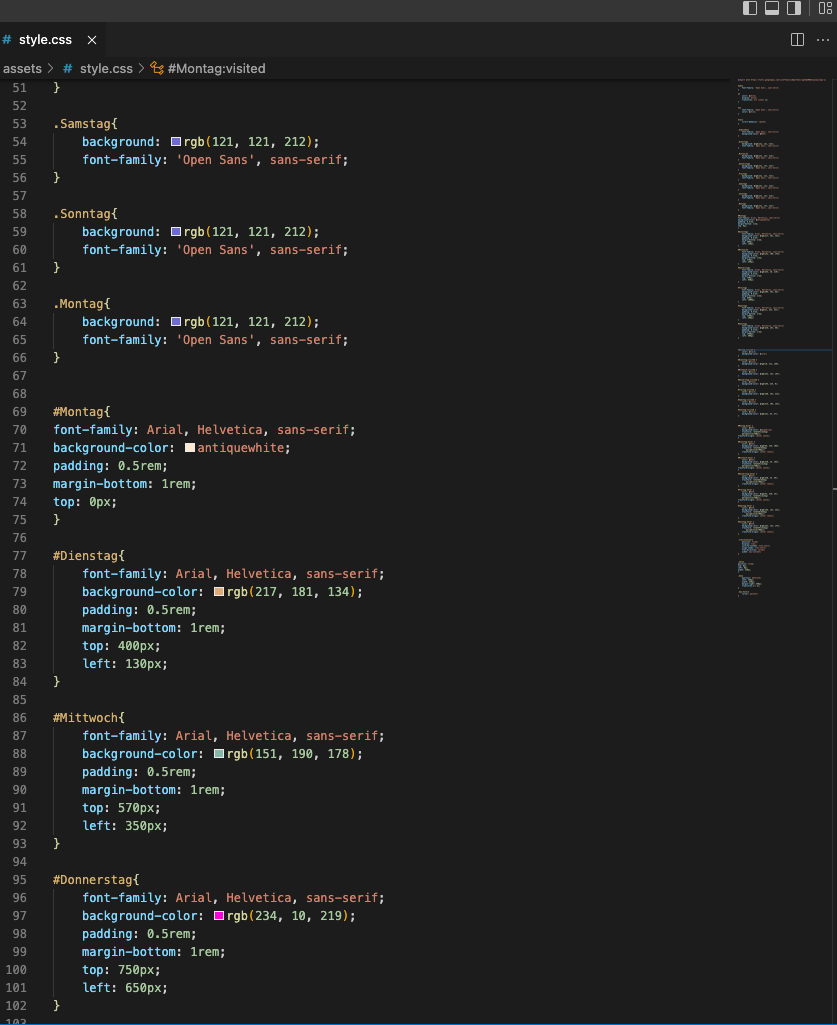 # style.css ×
assets > # style.css > #Montag:visited
51 }
52
53 .Samstag{
54     background: rgb(121, 121, 212);
55     font-family: 'Open Sans', sans-serif;
56 }
57
58 .Sonntag{
59     background: rgb(121, 121, 212);
60     font-family: 'Open Sans', sans-serif;
61 }
62
63 .Montag{
64     background: rgb(121, 121, 212);
65     font-family: 'Open Sans', sans-serif;
66 }
67
68
69 #Montag{
70 font-family: Arial, Helvetica, sans-serif;
71 background-color: antiquewhite;
72 padding: 0.5rem;
73 margin-bottom: 1rem;
74 top: 0px;
75 }
76
77 #Dienstag{
78     font-family: Arial, Helvetica, sans-serif;
79     background-color: rgb(217, 181, 134);
80     padding: 0.5rem;
81     margin-bottom: 1rem;
82     top: 400px;
83     left: 130px;
84 }
85
86 #Mittwoch{
87     font-family: Arial, Helvetica, sans-serif;
88     background-color: rgb(151, 190, 178);
89     padding: 0.5rem;
90     margin-bottom: 1rem;
91     top: 570px;
92     left: 350px;
93 }
94
95 #Donnerstag{
96     font-family: Arial, Helvetica, sans-serif;
97     background-color: rgb(234, 10, 219);
98     padding: 0.5rem;
99     margin-bottom: 1rem;
100     top: 750px;
101     left: 650px;
102 }
103